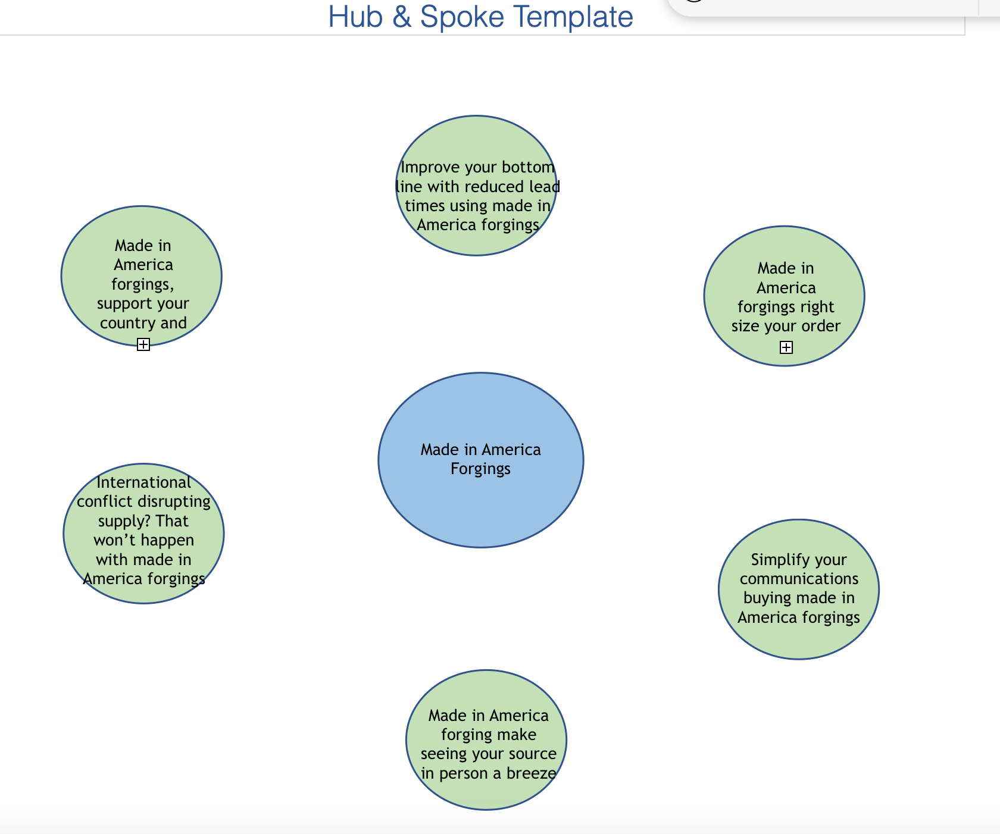 Hub & Spoke Template
Improve your bottom
line with reduced lead
times using made in
America forgings
Made in
America
forgings,
support your
country and
Made in
America
forgings right
size your order
Made in America
Forgings
International
conflict disrupting
supply? That
won’t happen
with made in
America forgings
Simplify your
communications
buying made in
America forgings
Made in America
forging make
seeing your source
in person a breeze